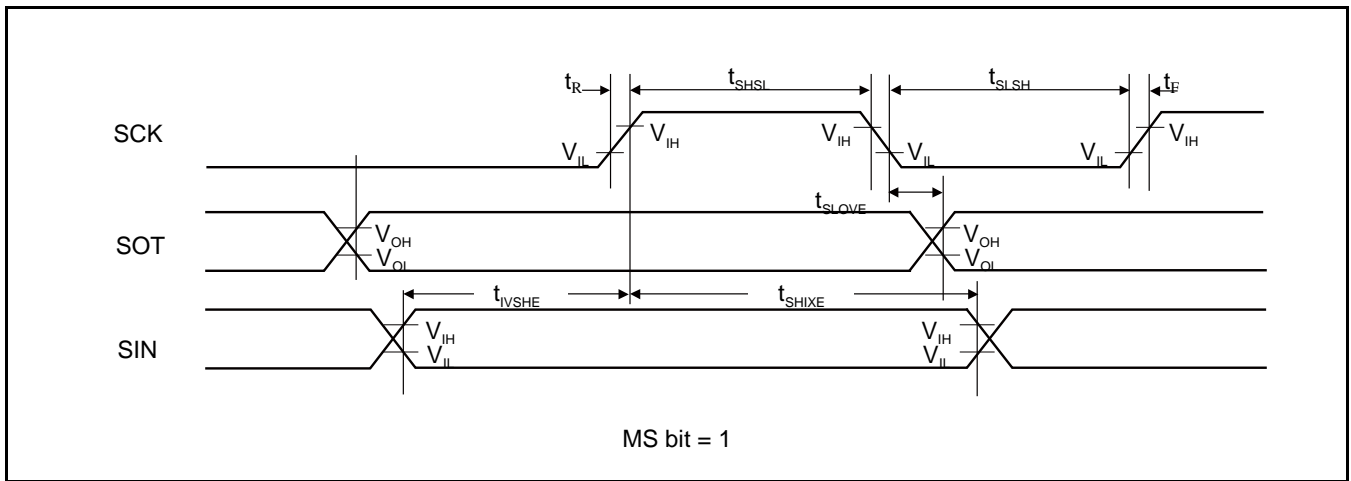 tR tSHSL tSLSH tF
SCK VIL VIH VIH VIL VIL VIH
tSLOVE
SOT VOH VOL VOH VOL
tIVSHE tSHIXE
SIN VIH VIL VIH VIL
MS bit = 1